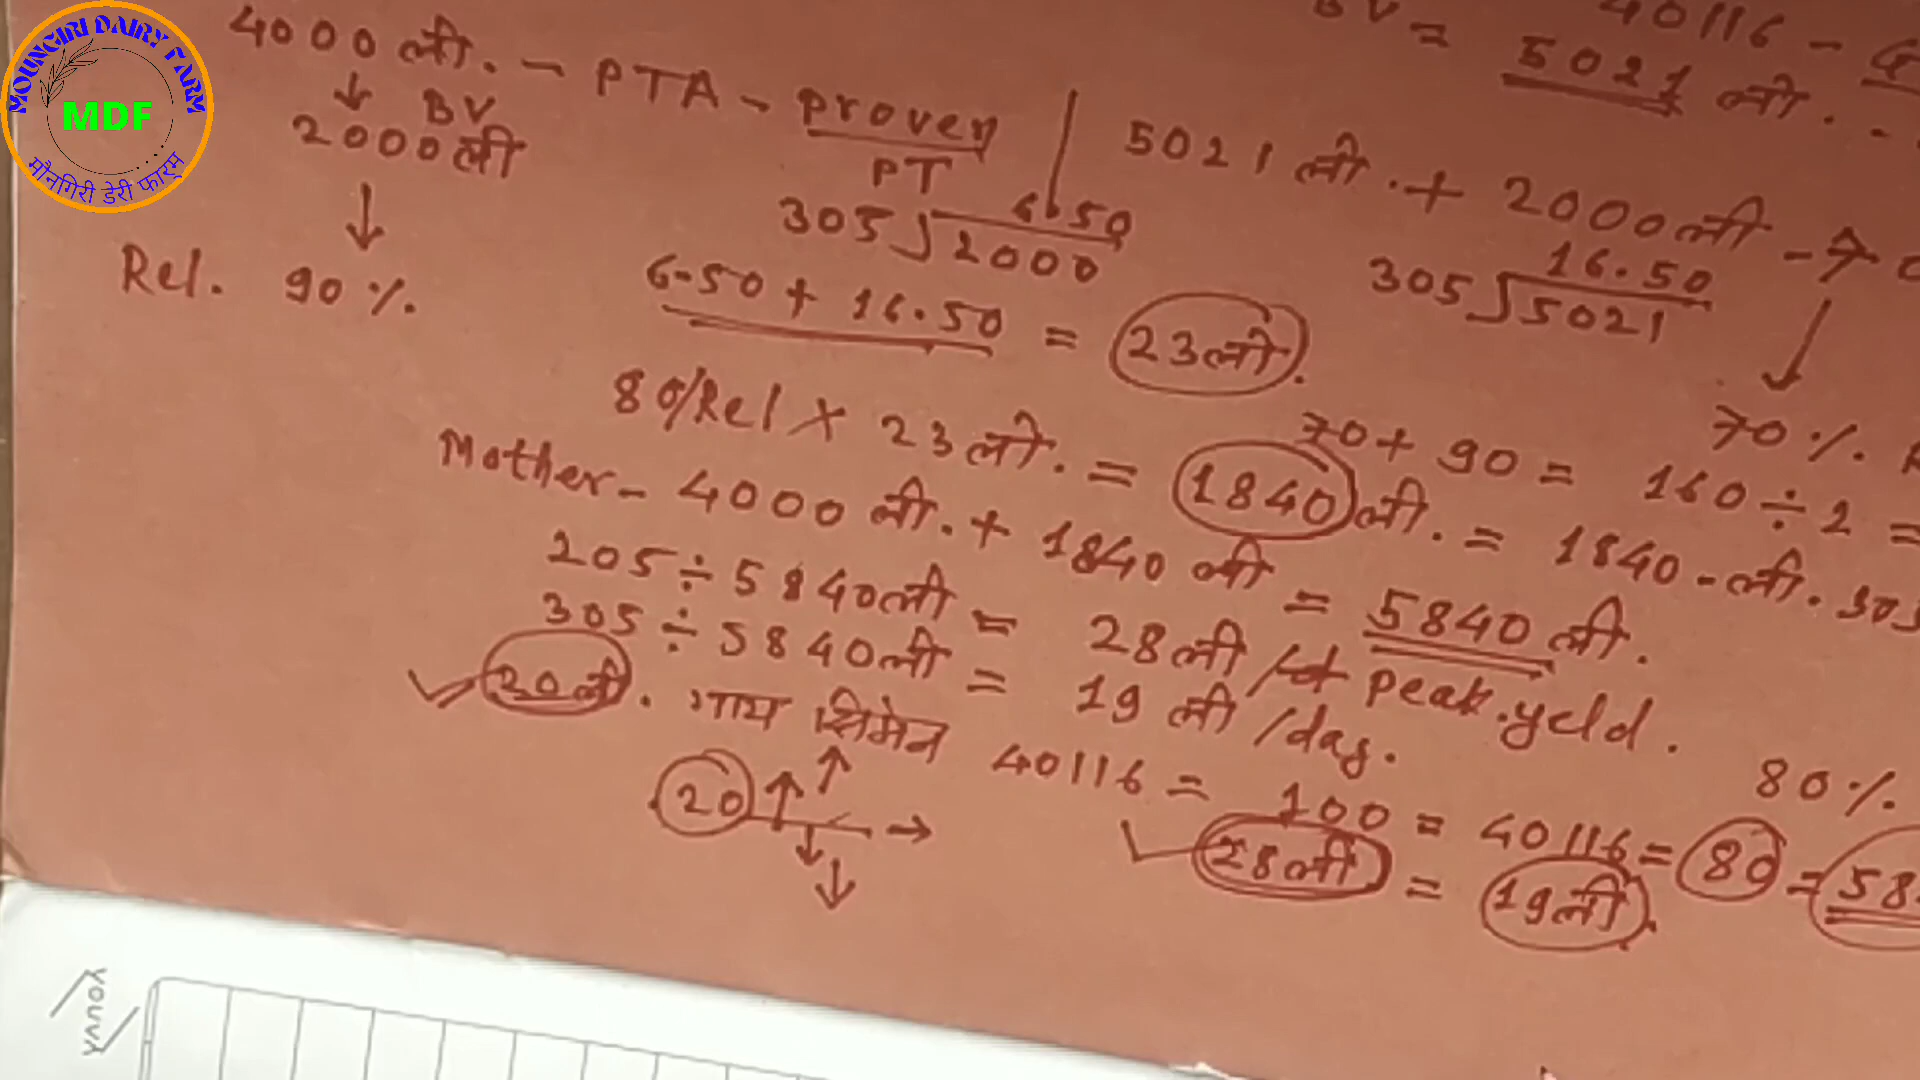 MOUNGIRI DAIRY FARM
MDF
मौनगिरी डेरी फार्म
4000 ली. - PTA - Proven
PT
BV
2000 ली
Rel. 90 %.
BV = 40116 -
5021 ली.
5021 ली. + 2000 ली -
305 ) 2000
6.50
305 ) 5021
16.50
6-50 + 16.50 = 23 ली.
70 %.
80/Rel × 23 ली. = 1840 ली. = 1840 - ली. 305
70 + 90 = 160 ÷ 2 =
Mother - 4000 ली. + 1840 ली = 5840 ली.
205 ÷ 5840 ली = 28 ली / Peak. yeld.
305 ÷ 5840 ली = 19 ली /day.
20 ली. गाय सिमेन 40116 = 100 = 40116 = 80 = 58
80 %.
20
28 ली = 19 ली.
YOUVA